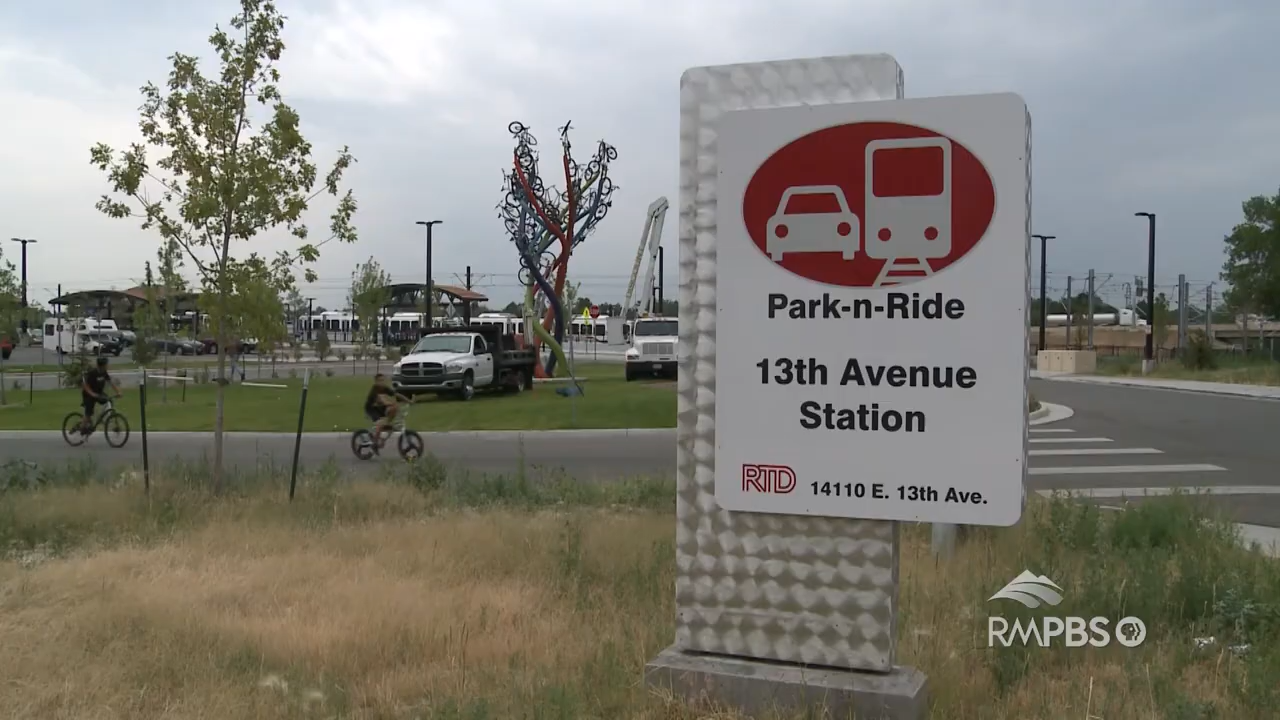 Park-n-Ride
13th Avenue
Station
RTD 14110 E. 13th Ave.
RMPBS